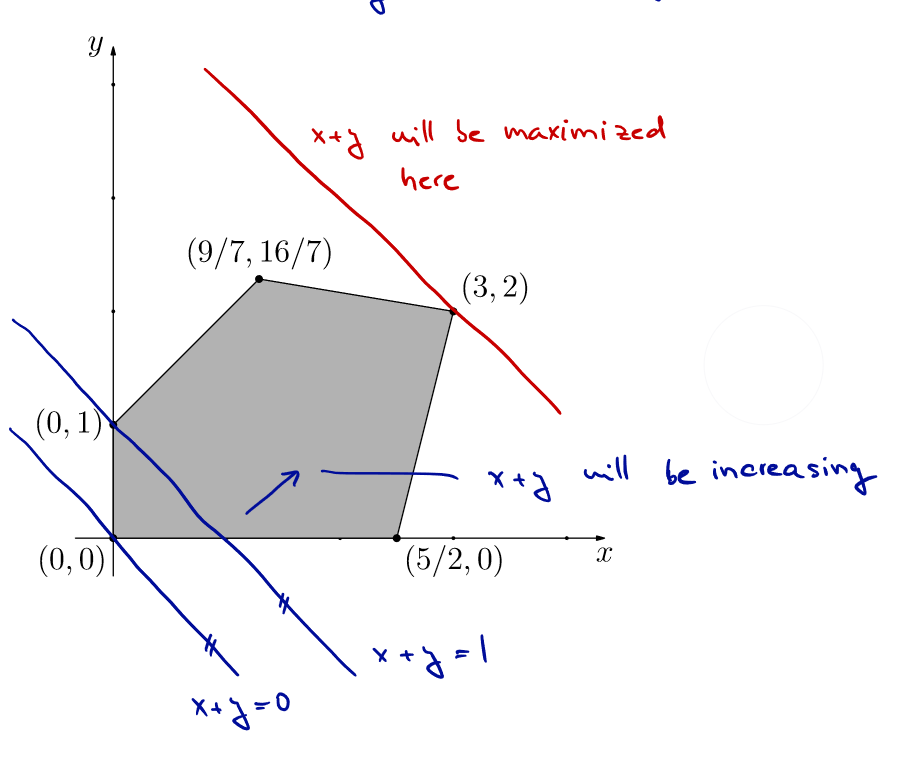 y
x+y will be maximized
here
(9/7, 16/7)
(3, 2)
(0, 1)
x+y will be increasing
(0, 0)
(5/2, 0)
x
x+y=1
x+y=0